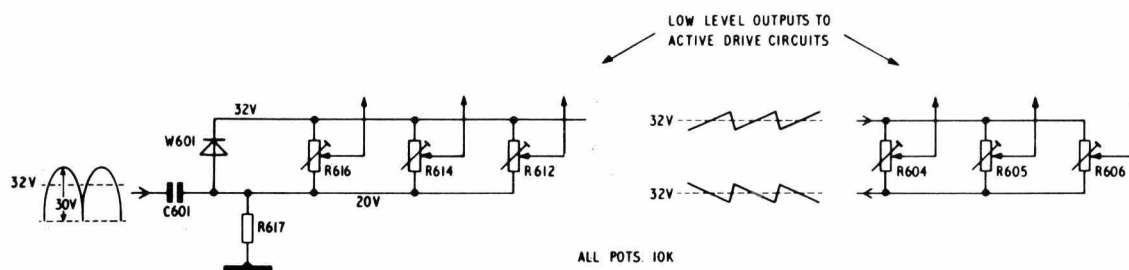 LOW LEVEL OUTPUTS TO
ACTIVE DRIVE CIRCUITS
32V
W601
R616
R614
R612
32V
30V
C601
20V
R617
32V
32V
R604
R605
R606
ALL POTS. 10K